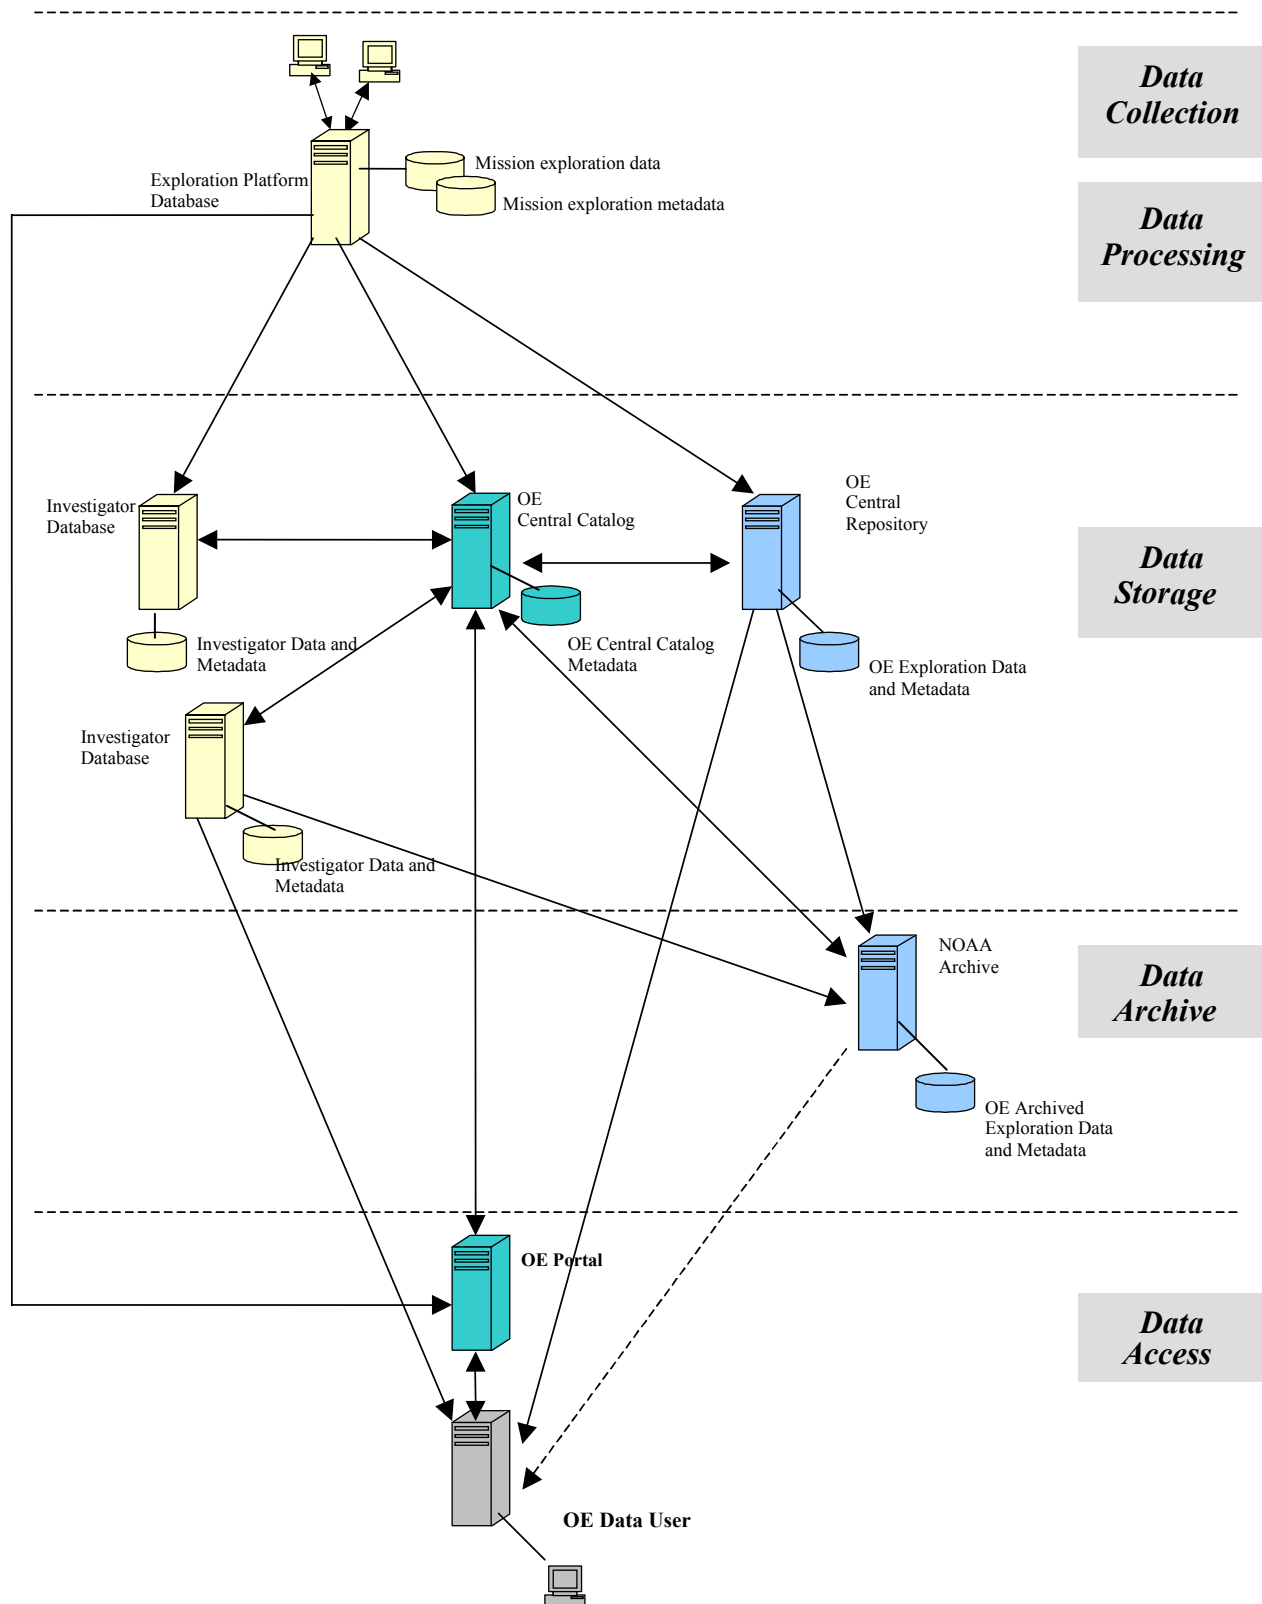 Data
Collection
Mission exploration data
Exploration Platform
Database
Mission exploration metadata
Data
Processing
Investigator
Database
OE
Central Catalog
OE
Central
Repository
Data
Storage
Investigator Data and
Metadata
OE Central Catalog
Metadata
OE Exploration Data
and Metadata
Investigator
Database
Investigator Data and
Metadata
NOAA
Archive
Data
Archive
OE Archived
Exploration Data
and Metadata
OE Portal
Data
Access
OE Data User